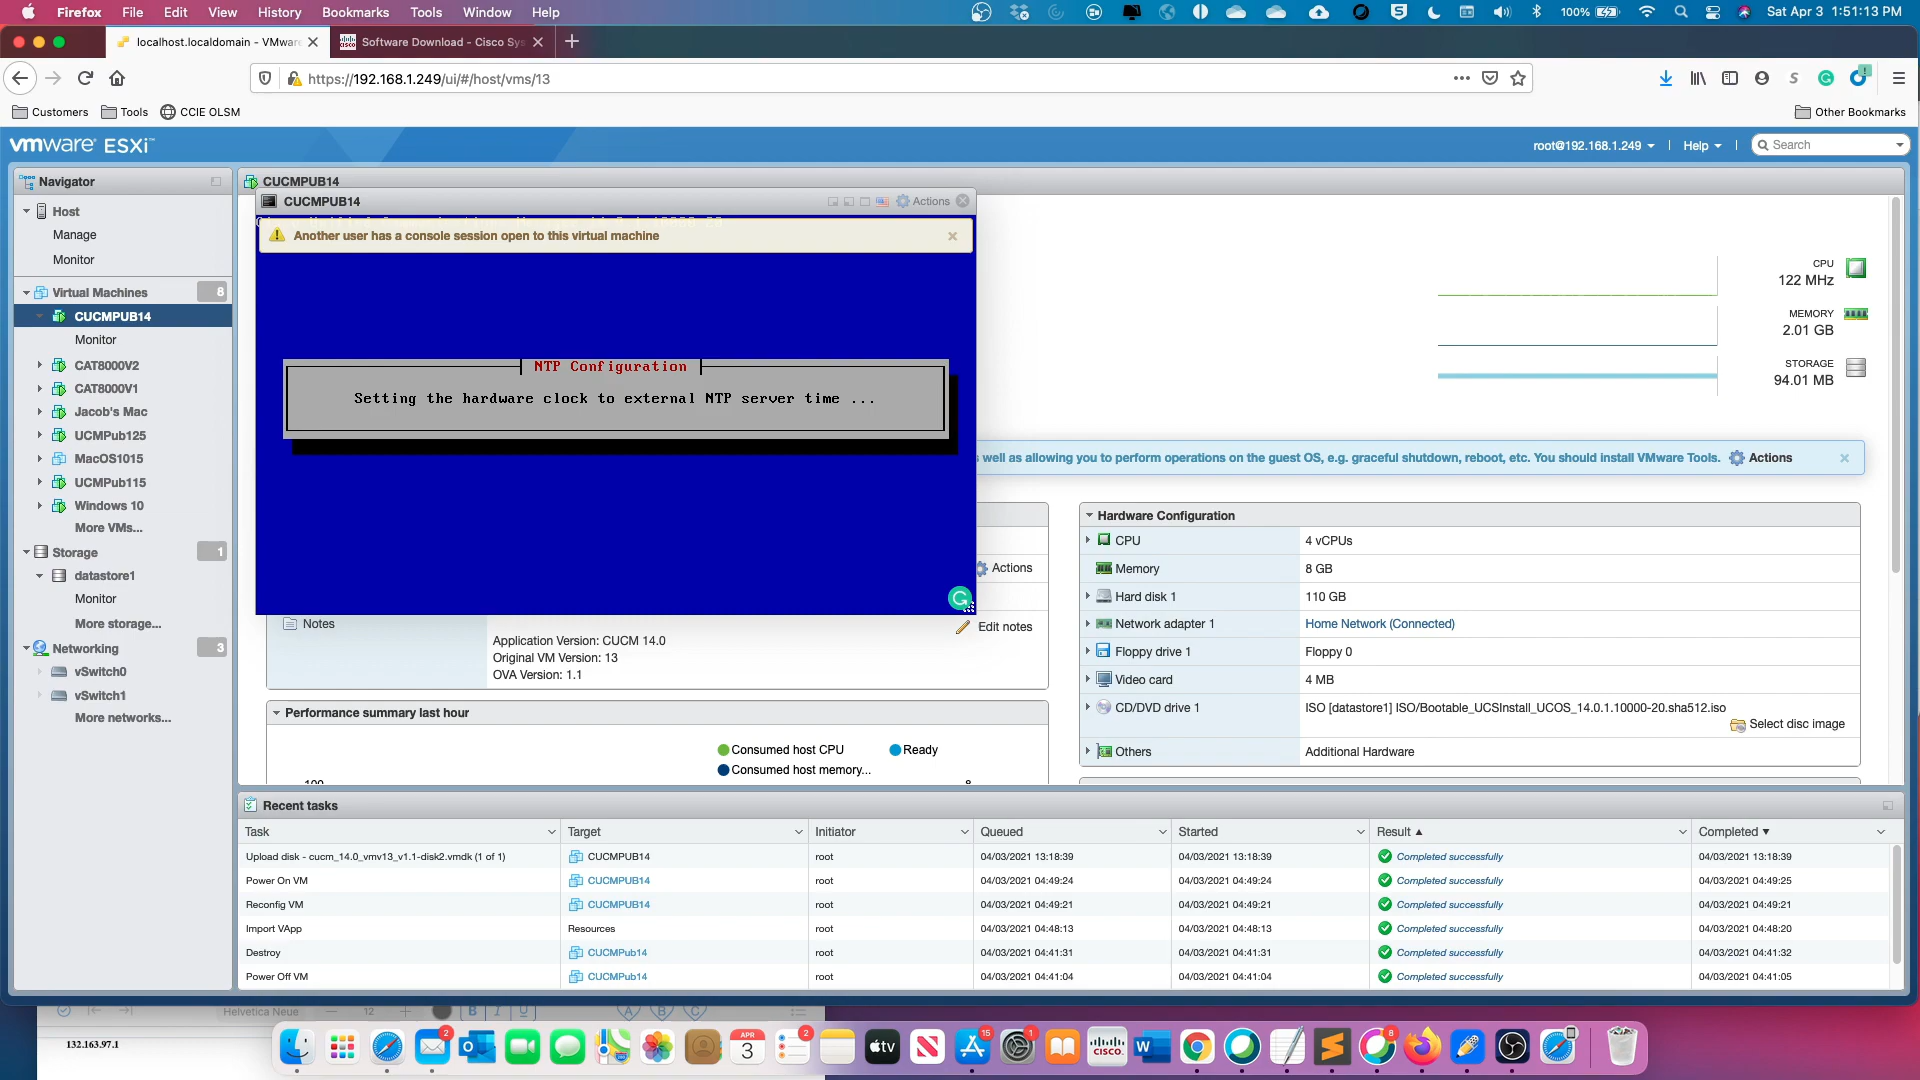 Firefox File Edit View History Bookmarks Tools Window Help 100% Sat Apr 3 1:51:13 PM
localhost.localdomain - VMware Software Download - Cisco Sys
https://192.168.1.249/ui/#/host/vms/13
Customers Tools CCIE OLSM Other Bookmarks
vmware ESXi root@192.168.1.249 Help Search
Navigator
Host
Manage
Monitor
Virtual Machines 8
CUCMPUB14
Monitor
CAT8000V2
CAT8000V1
Jacob's Mac
UCMPub125
MacOS1015
UCMPub115
Windows 10
More VMs...
Storage 1
datastore1
Monitor
More storage...
Networking 3
vSwitch0
vSwitch1
More networks...
CUCMPUB14
CUCMPUB14 Actions
Another user has a console session open to this virtual machine
NTP Configuration
Setting the hardware clock to external NTP server time ...
CPU
122 MHz
MEMORY
2.01 GB
STORAGE
94.01 MB
well as allowing you to perform operations on the guest OS, e.g. graceful shutdown, reboot, etc. You should install VMware Tools. Actions
Actions
Notes
Application Version: CUCM 14.0
Original VM Version: 13
OVA Version: 1.1
Edit notes
Hardware Configuration
CPU 4 vCPUs
Memory 8 GB
Hard disk 1 110 GB
Network adapter 1 Home Network (Connected)
Floppy drive 1 Floppy 0
Video card 4 MB
CD/DVD drive 1 ISO [datastore1] ISO/Bootable_UCSInstall_UCOS_14.0.1.10000-20.sha512.iso
Select disc image
Others Additional Hardware
Performance summary last hour
Consumed host CPU Ready
Consumed host memory...
100 8
Recent tasks
Task Target Initiator Queued Started Result Completed
Upload disk - cucm_14.0_vmv13_v1.1-disk2.vmdk (1 of 1) CUCMPUB14 root 04/03/2021 13:18:39 04/03/2021 13:18:39 Completed successfully 04/03/2021 13:18:39
Power On VM CUCMPUB14 root 04/03/2021 04:49:24 04/03/2021 04:49:24 Completed successfully 04/03/2021 04:49:25
Reconfig VM CUCMPUB14 root 04/03/2021 04:49:21 04/03/2021 04:49:21 Completed successfully 04/03/2021 04:49:21
Import VApp Resources root 04/03/2021 04:48:13 04/03/2021 04:48:13 Completed successfully 04/03/2021 04:48:20
Destroy CUCMPub14 root 04/03/2021 04:41:31 04/03/2021 04:41:31 Completed successfully 04/03/2021 04:41:32
Power Off VM CUCMPub14 root 04/03/2021 04:41:04 04/03/2021 04:41:04 Completed successfully 04/03/2021 04:41:05
Helvetica Neue 12 B I U A B C
132.163.97.1
2 APR 3 2 tv 15 1 CISCO W 8